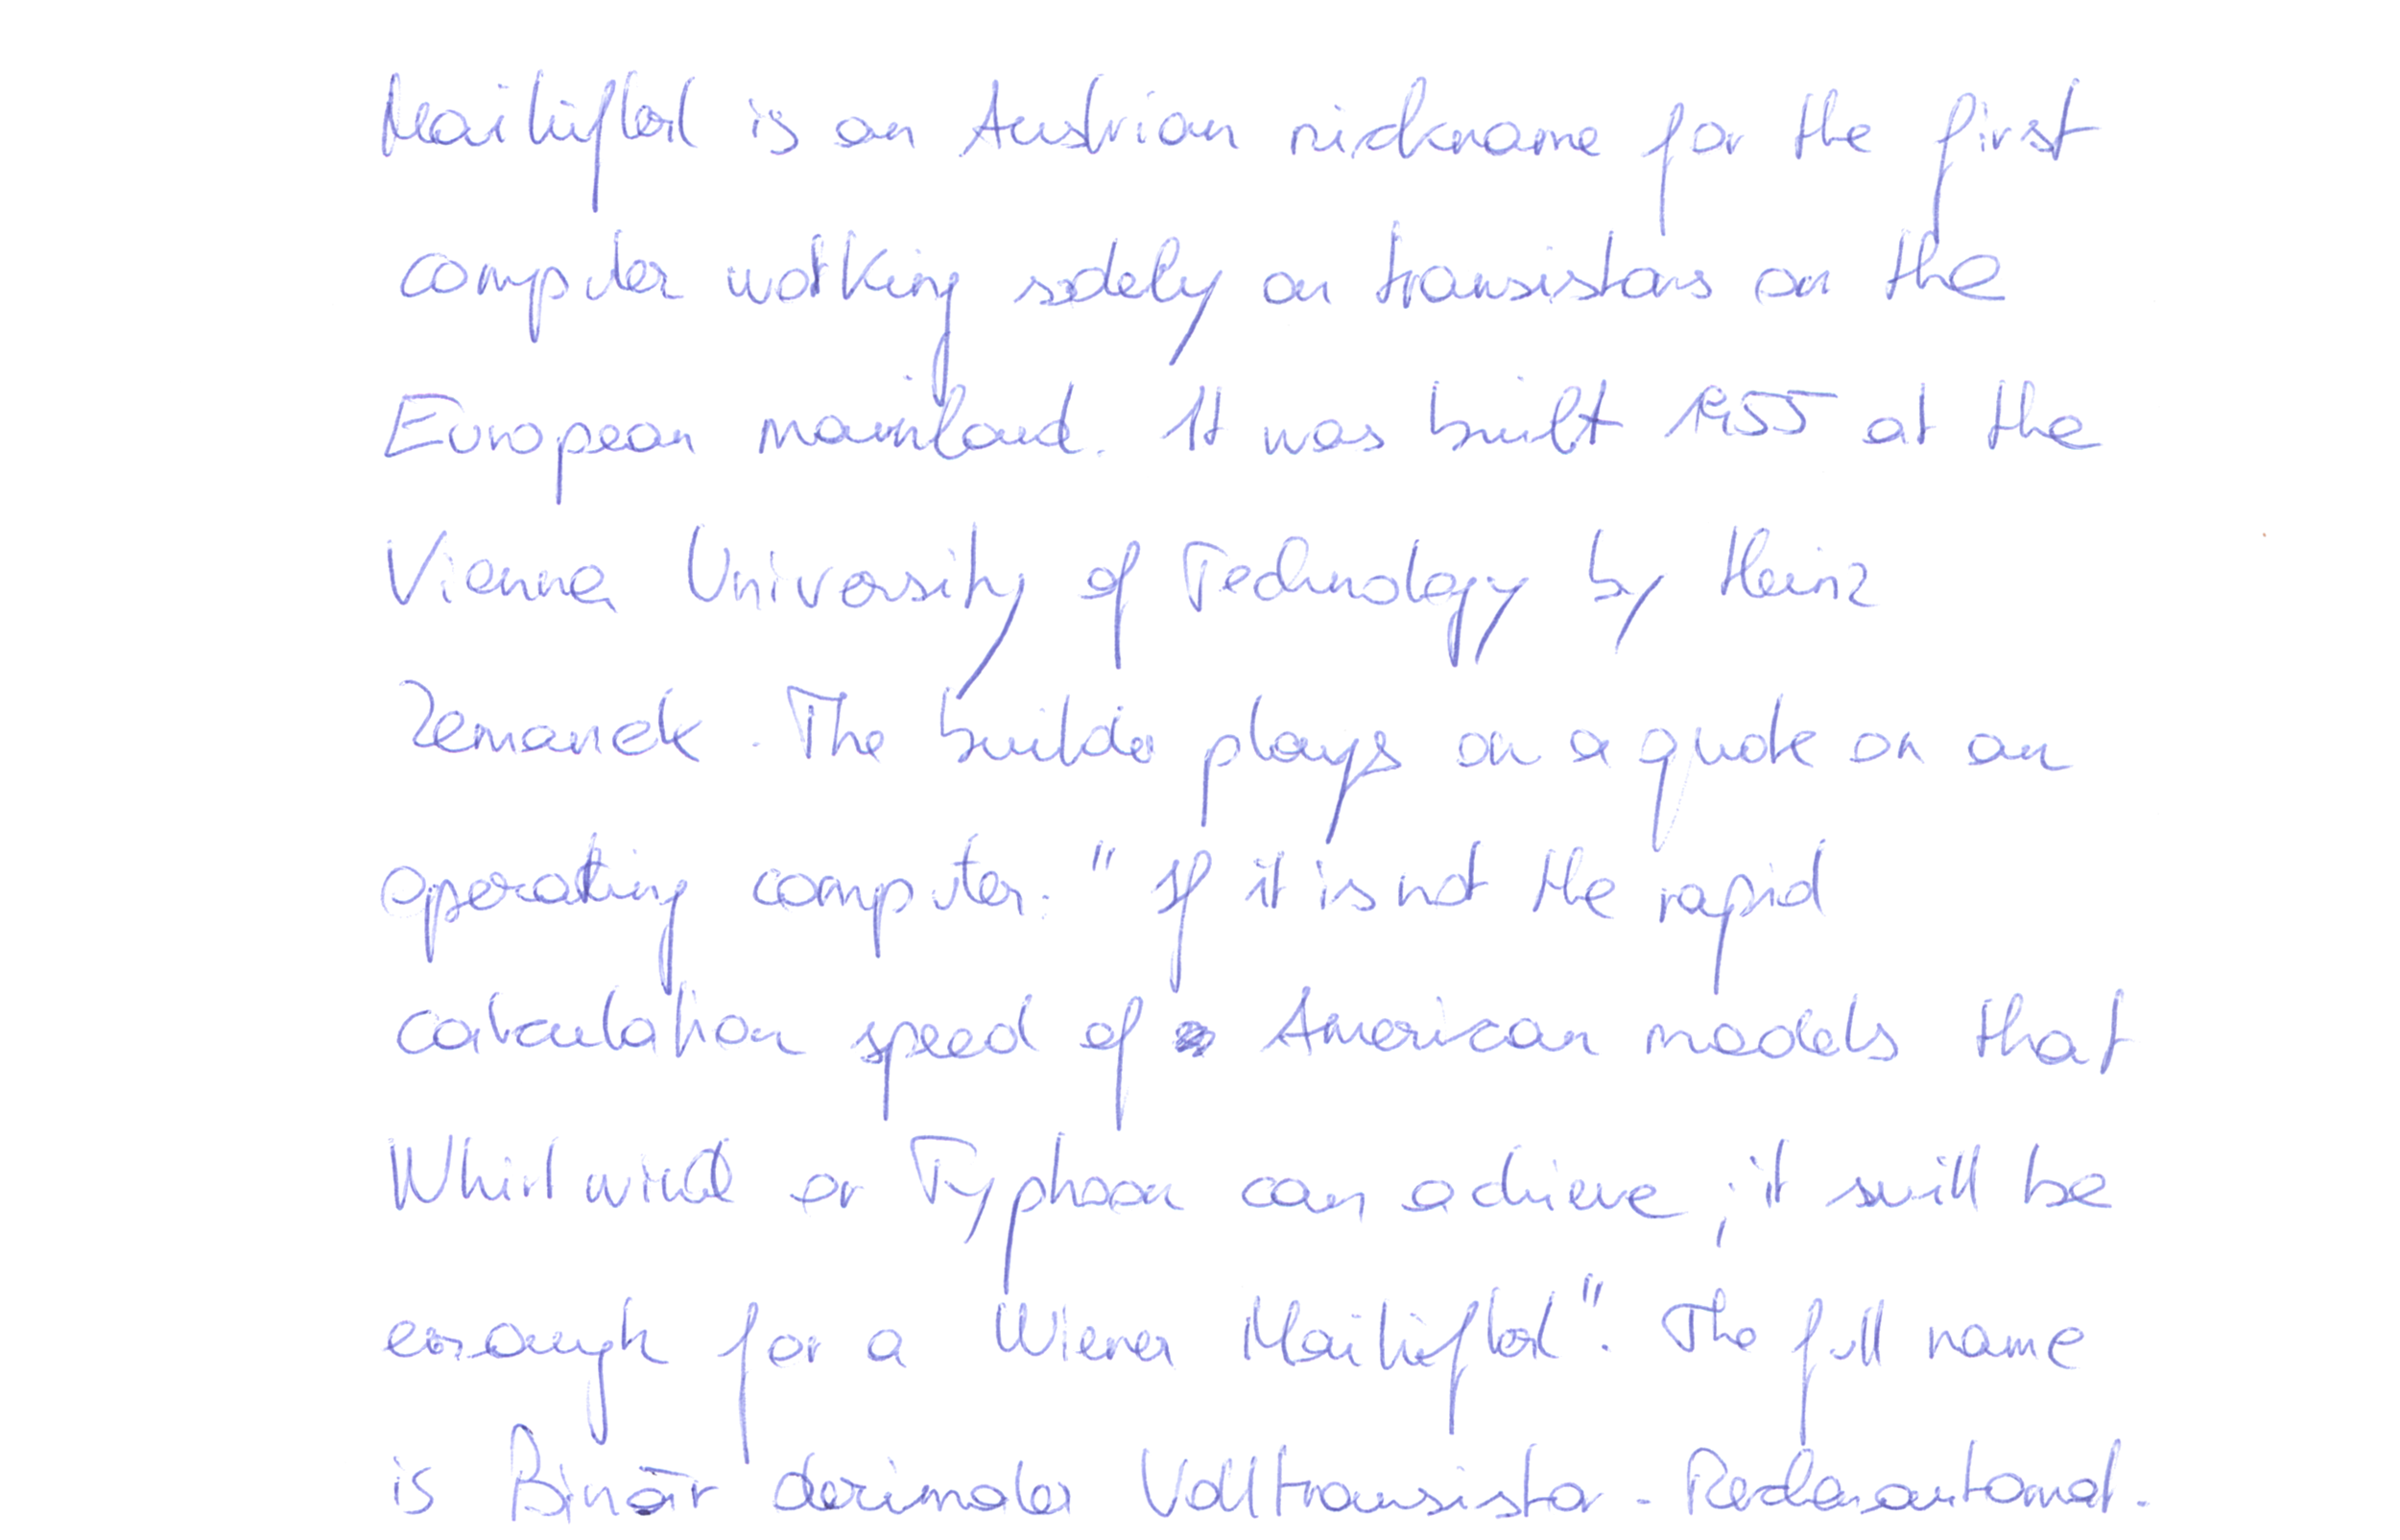 Mailüfterl is an Austrian nickname for the first
computer working solely on transistors on the
European mainland. It was built 1955 at the
Vienna University of Technology by Heinz
Zemanek. The builder plays on a quote on an
operating computer: "If it is not the rapid
calculation speed of American models that
Whirlwind or Typhoon can achieve, it will be
enough for a Wiener Mailüfterl". The full name
is Binär dezimaler Volltransistor-Rechenautomat.